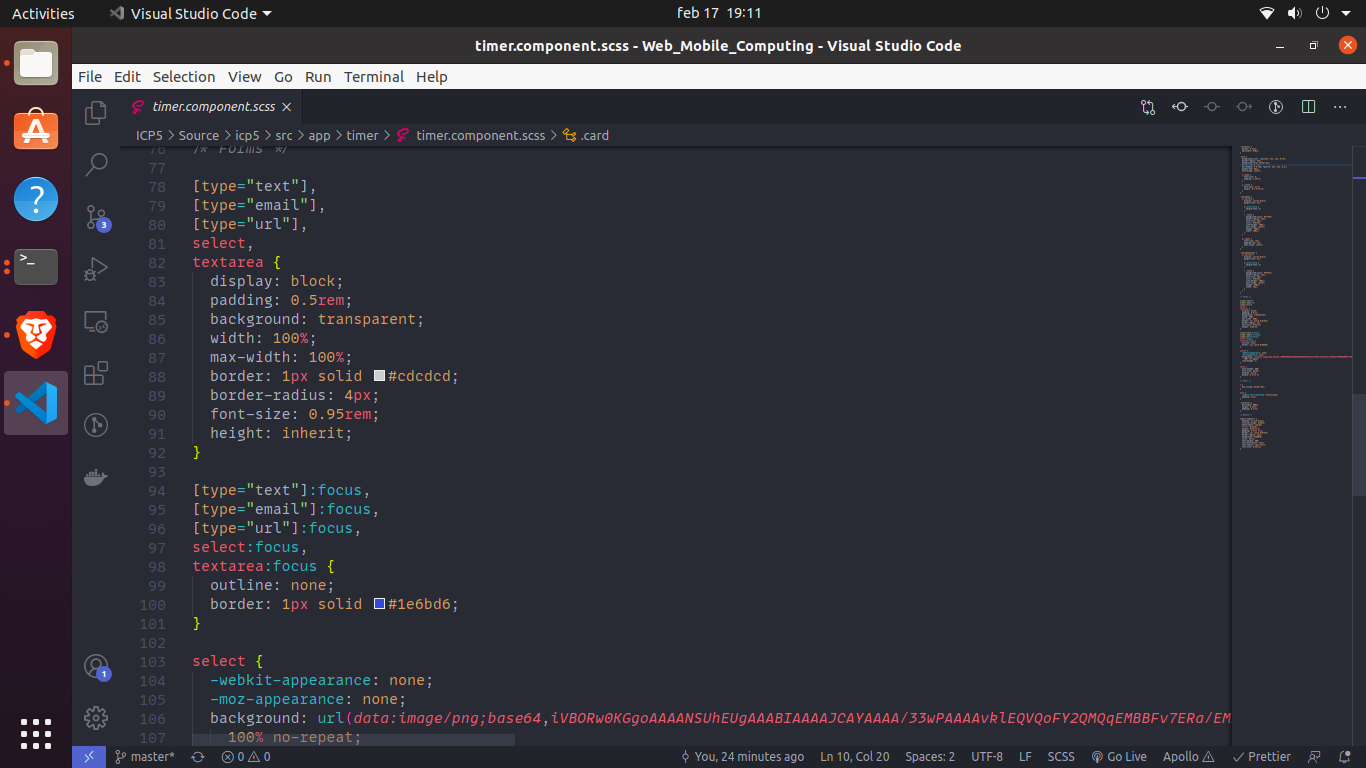 Activities
Visual Studio Code
feb 17 19:11
timer.component.scss - Web_Mobile_Computing - Visual Studio Code
File Edit Selection View Go Run Terminal Help
timer.component.scss
ICP5 > Source > icp5 > src > app > timer > timer.component.scss > .card
76 /* Forms */
77
78 [type="text"],
79 [type="email"],
80 [type="url"],
81 select,
82 textarea {
83 display: block;
84 padding: 0.5rem;
85 background: transparent;
86 width: 100%;
87 max-width: 100%;
88 border: 1px solid #cdcdcd;
89 border-radius: 4px;
90 font-size: 0.95rem;
91 height: inherit;
92 }
93
94 [type="text"]:focus,
95 [type="email"]:focus,
96 [type="url"]:focus,
97 select:focus,
98 textarea:focus {
99 outline: none;
100 border: 1px solid #1e6bd6;
101 }
102
103 select {
104 -webkit-appearance: none;
105 -moz-appearance: none;
106 background: url(data:image/png;base64,iVBORw0KGgoAAAANSUhEUgAAABIAAAAJCAYAAAA/33wPAAAAvklEQVQoFY2QMQqEMBBFv7ERa/EM
107 100% no-repeat;
3
1
master*
0 0
You, 24 minutes ago
Ln 10, Col 20
Spaces: 2
UTF-8
LF
SCSS
Go Live
Apollo
Prettier